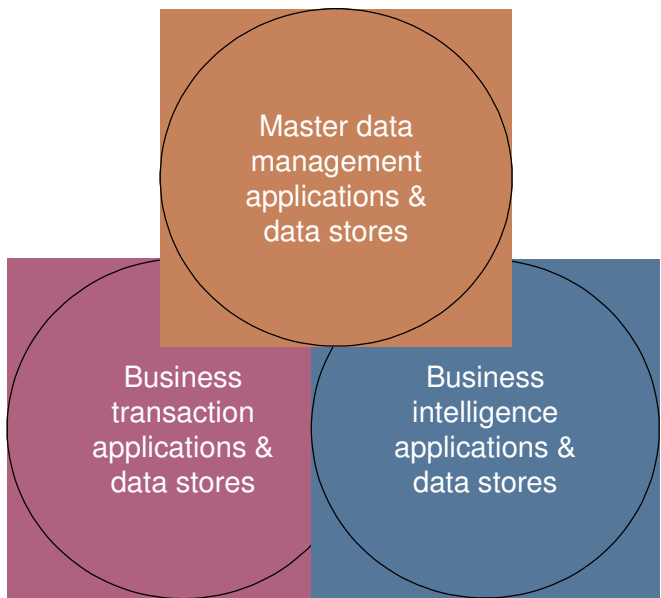 Master data
management
applications &
data stores
Business
transaction
applications &
data stores
Business
intelligence
applications &
data stores